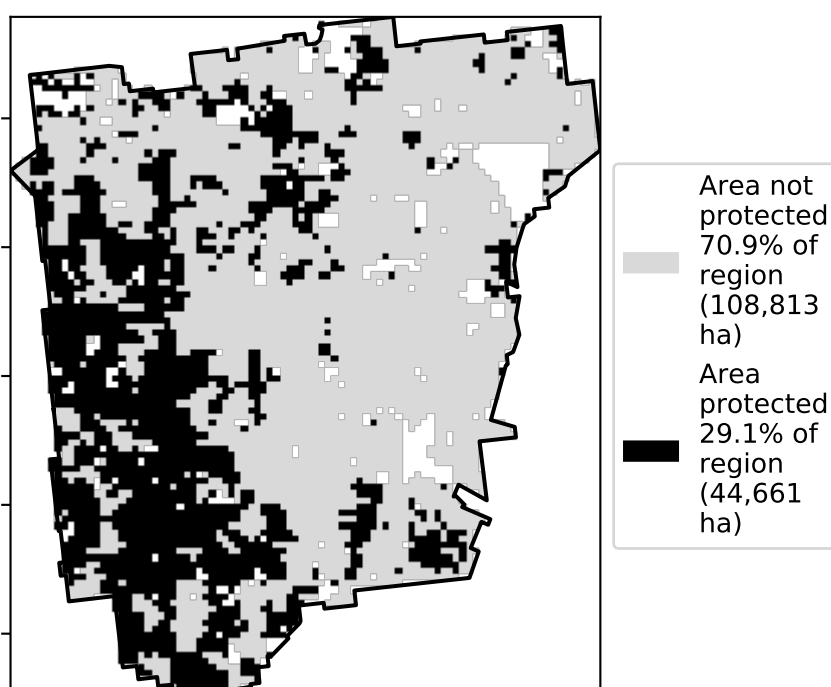 Area not
protected
70.9% of
region
(108,813
ha)
Area
protected
29.1% of
region
(44,661
ha)